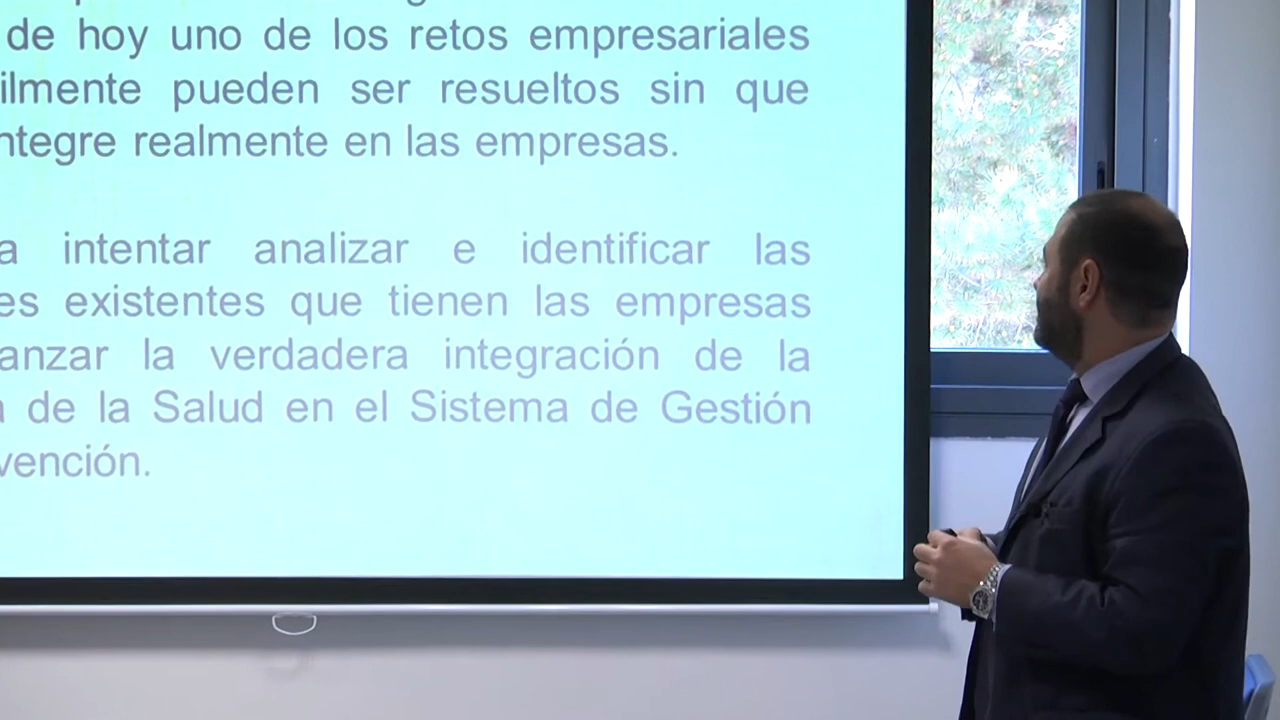 de hoy uno de los retos empresariales
ilmente pueden ser resueltos sin que
ntegre realmente en las empresas.
a intentar analizar e identificar las
es existentes que tienen las empresas
anzar la verdadera integración de la
de la Salud en el Sistema de Gestión
vención.